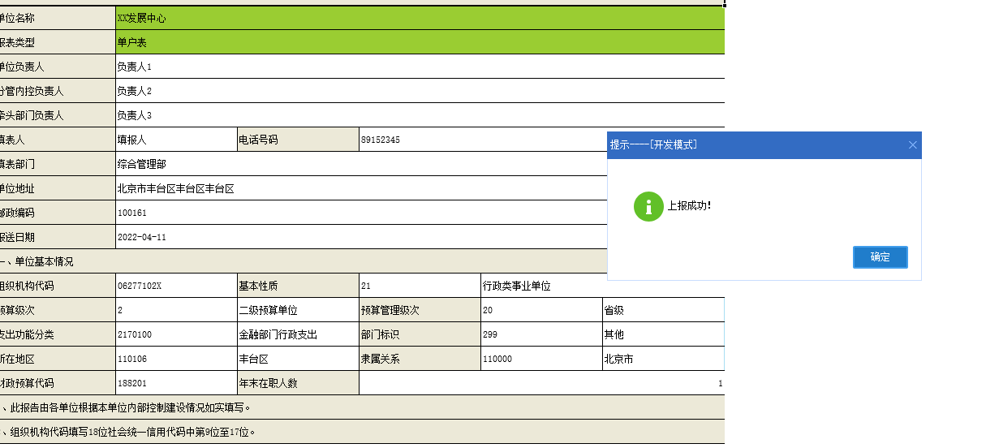 单位名称 XX发展中心
报表类型 单户表
单位负责人 负责人1
分管内控负责人 负责人2
牵头部门负责人 负责人3
填表人 填报人 电话号码 89152345
填表部门 综合管理部
单位地址 北京市丰台区丰台区丰台区
邮政编码 100161
报送日期 2022-04-11
一、单位基本情况
组织机构代码 06277102X 基本性质 21 行政类事业单位
预算级次 2 二级预算单位 预算管理级次 20 省级
支出功能分类 2170100 金融部门行政支出 部门标识 299 其他
所在地区 110106 丰台区 隶属关系 110000 北京市
财政预算代码 188201 年末在职人数 1
、此报告由各单位根据本单位内部控制建设情况如实填写。
、组织机构代码填写18位社会统一信用代码中第9位至17位。
提示----[开发模式]
上报成功!
确定